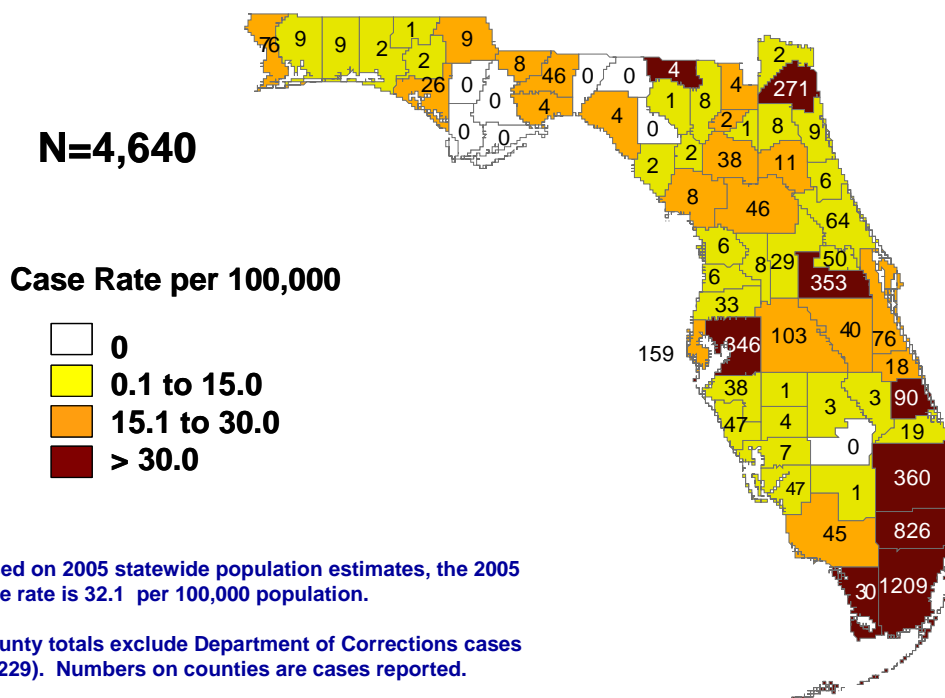 76 9 9 2 1 2 9 26 0 0 0 0 8 46 4 0 0 4 4 2
271
1 8 4 2 1 8 9
0
2 2 38 11 6
N=4,640
8 46 64
6 8 29 50
353
6
33
Case Rate per 100,000
0
0.1 to 15.0
15.1 to 30.0
> 30.0
159 346 103 40 76
18
38 1 3 3 90
47 4 19
7 0 360
47 1
45 826
30 1209
ed on 2005 statewide population estimates, the 2005
e rate is 32.1 per 100,000 population.
unty totals exclude Department of Corrections cases
229). Numbers on counties are cases reported.